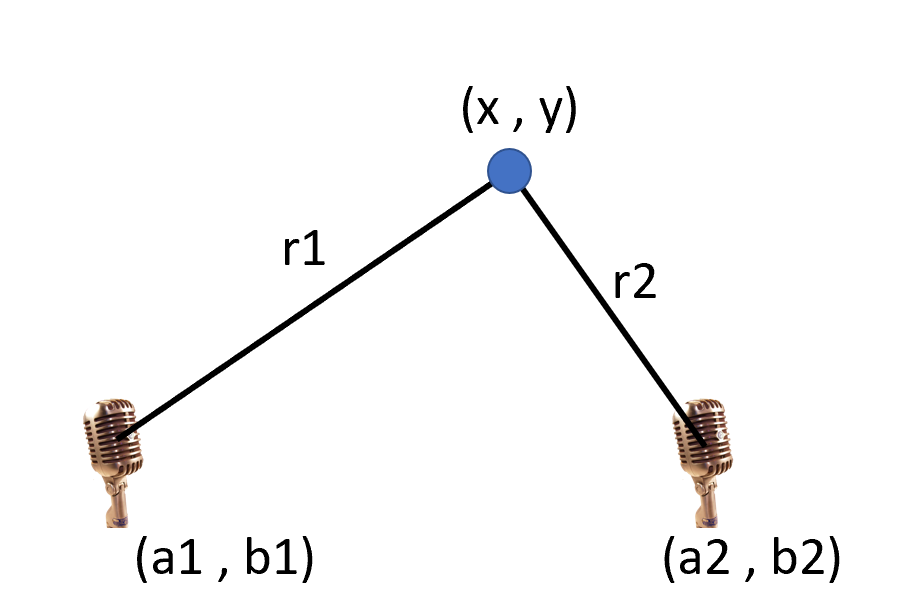 (x , y)
r1
r2
(a1 , b1)
(a2 , b2)